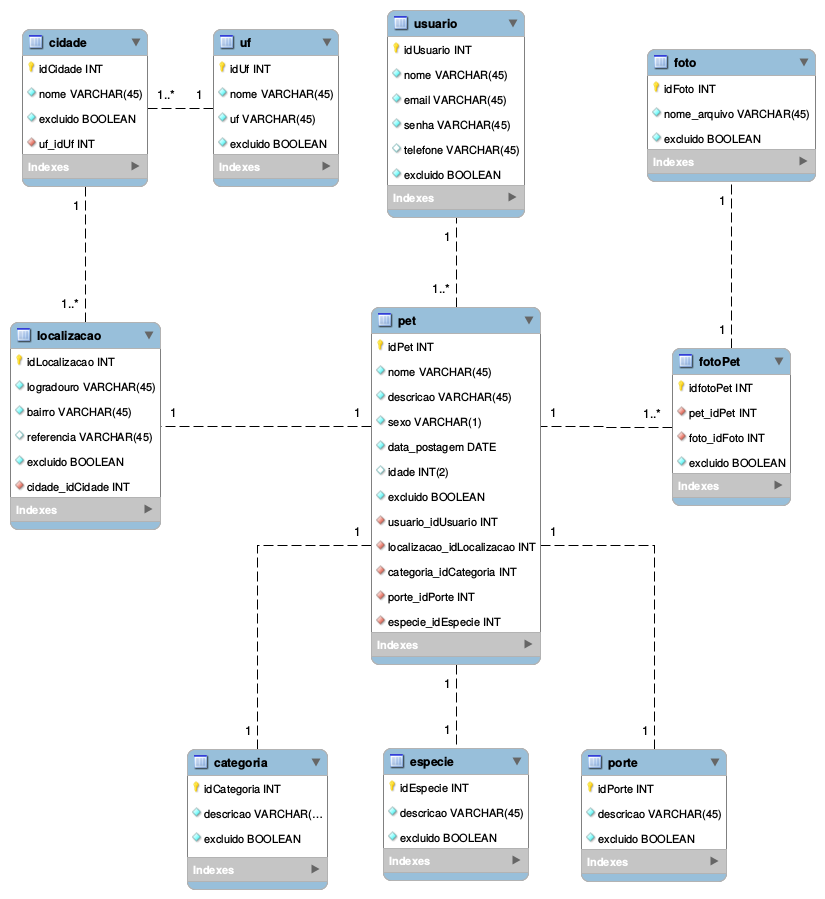 cidade
idCidade INT
nome VARCHAR(45)
excluido BOOLEAN
uf_idUf INT
Indexes
1..*
1
uf
idUf INT
nome VARCHAR(45)
uf VARCHAR(45)
excluido BOOLEAN
Indexes
usuario
idUsuario INT
nome VARCHAR(45)
email VARCHAR(45)
senha VARCHAR(45)
telefone VARCHAR(45)
excluido BOOLEAN
Indexes
foto
idFoto INT
nome_arquivo VARCHAR(45)
excluido BOOLEAN
Indexes
1
1..*
1
1..*
1
1
localizacao
idLocalizacao INT
logradouro VARCHAR(45)
bairro VARCHAR(45)
referencia VARCHAR(45)
excluido BOOLEAN
cidade_idCidade INT
Indexes
1
1
pet
idPet INT
nome VARCHAR(45)
descricao VARCHAR(45)
sexo VARCHAR(1)
data_postagem DATE
idade INT(2)
excluido BOOLEAN
usuario_idUsuario INT
localizacao_idLocalizacao INT
categoria_idCategoria INT
porte_idPorte INT
especie_idEspecie INT
Indexes
1
1..*
fotoPet
idfotoPet INT
pet_idPet INT
foto_idFoto INT
excluido BOOLEAN
Indexes
1
1
1
1
1
1
categoria
idCategoria INT
descricao VARCHAR(...
excluido BOOLEAN
Indexes
especie
idEspecie INT
descricao VARCHAR(45)
excluido BOOLEAN
Indexes
porte
idPorte INT
descricao VARCHAR(45)
excluido BOOLEAN
Indexes